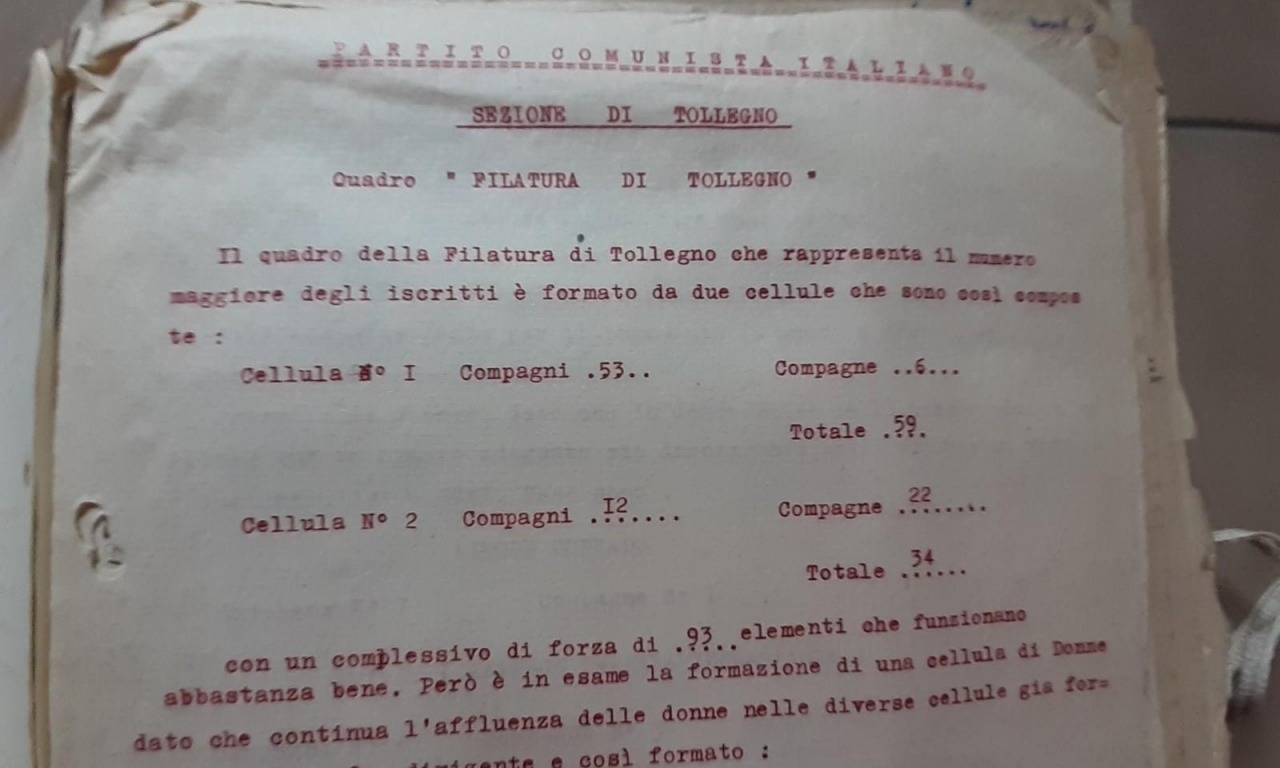 PARTITO COMUNISTA ITALIANO
SEZIONE DI TOLLEGNO
Quadro " FILATURA DI TOLLEGNO "
Il quadro della Filatura di Tollegno che rappresenta il numero
maggiore degli iscritti è formato da due cellule che sono così compos
te :
Cellula N° I Compagni .53.. Compagne ..6...
Totale .59.
Cellula N° 2 Compagni .I2....... Compagne .22.......
Totale .34.....
con un complessivo di forza di .93...elementi che funsionano
abbastanza bene. Però è in esame la formazione di una cellula di Donne
dato che continua l'affluenza delle donne nelle diverse cellule gia for=
dirigente e così formato :